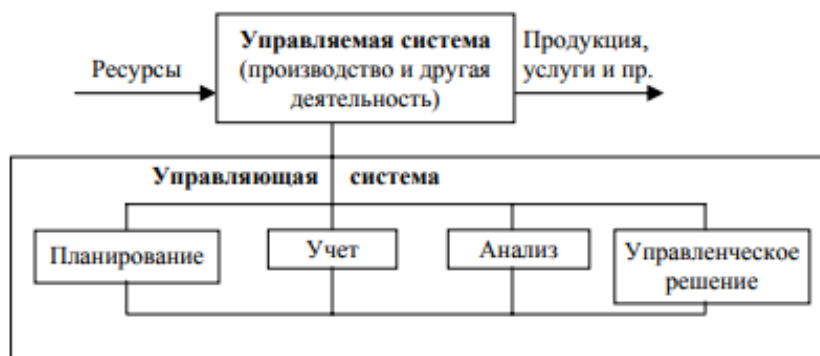 Ресурсы
Управляемая система
(производство и другая
деятельность)
Продукция,
услуги и пр.
Управляющая система
Планирование
Учет
Анализ
Управленческое
решение